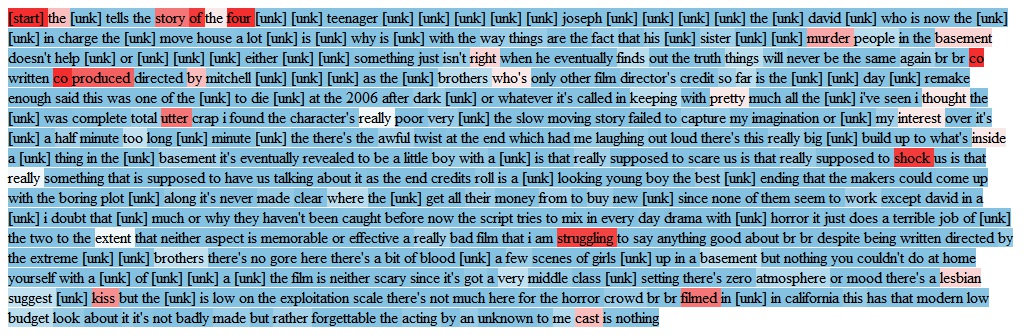 [start] the [unk] tells the story of the four [unk] [unk] teenager [unk] [unk] [unk] [unk] [unk] joseph [unk] [unk] [unk] the [unk] david [unk] who is now the [unk]
[unk] in charge the [unk] move house a lot [unk] is [unk] why is [unk] with the way things are the fact that his [unk] sister [unk] [unk] murder people in the basement
doesn't help [unk] or [unk] [unk] [unk] either [unk] [unk] something just isn't right when he eventually finds out the truth things will never be the same again br br co
written co produced directed by mitchell [unk] [unk] [unk] as the [unk] brothers who's only other film director's credit so far is the [unk] [unk] day [unk] remake
enough said this was one of the [unk] to die [unk] at the 2006 after dark [unk] or whatever it's called in keeping with pretty much all the [unk] i've seen i thought the
[unk] was complete total utter crap i found the character's really poor very [unk] the slow moving story failed to capture my imagination or [unk] my interest over it's
[unk] a half minute too long [unk] minute [unk] the there's the awful twist at the end which had me laughing out loud there's this really big [unk] build up to what's inside
a [unk] thing in the [unk] basement it's eventually revealed to be a little boy with a [unk] is that really supposed to scare us is that really supposed to shock us is that
really something that is supposed to have us talking about it as the end credits roll is a [unk] looking young boy the best [unk] ending that the makers could come up
with the boring plot [unk] along it's never made clear where the [unk] get all their money from to buy new [unk] since none of them seem to work except david in a
[unk] i doubt that [unk] much or why they haven't been caught before now the script tries to mix in every day drama with [unk] horror it just does a terrible job of [unk]
the two to the extent that neither aspect is memorable or effective a really bad film that i am struggling to say anything good about br br despite being written directed by
the extreme [unk] [unk] brothers there's no gore here there's a bit of blood [unk] a few scenes of girls [unk] up in a basement but nothing you couldn't do at home
yourself with a [unk] of [unk] [unk] a [unk] the film is neither scary since it's got a very middle class [unk] setting there's zero atmosphere or mood there's a lesbian
suggest [unk] kiss but the [unk] is low on the exploitation scale there's not much here for the horror crowd br br filmed in [unk] in california this has that modern low
budget look about it it's not badly made but rather forgettable the acting by an unknown to me cast is nothing